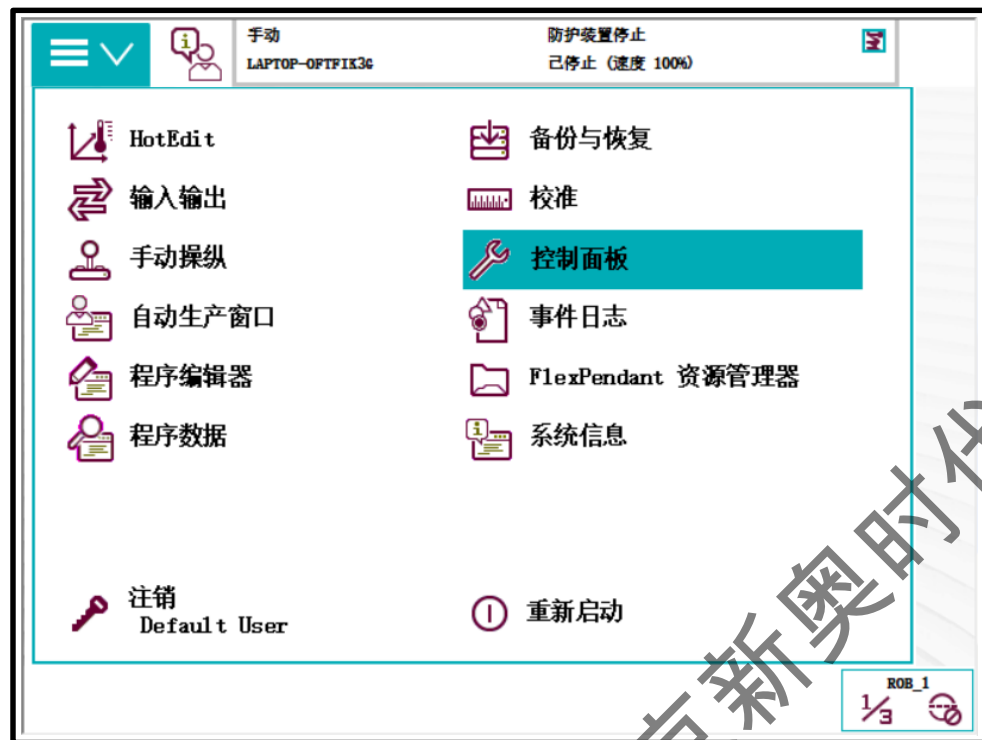 手动
LAPTOP-OFTFIK3G
防护装置停止
己停止 (速度 100%)
HotEdit
备份与恢复
输入输出
校准
手动操纵
控制面板
自动生产窗口
事件日志
程序编辑器
FlexPendant 资源管理器
程序数据
系统信息
注销
Default User
重新启动
ROB_1
1/3
京新奥时代